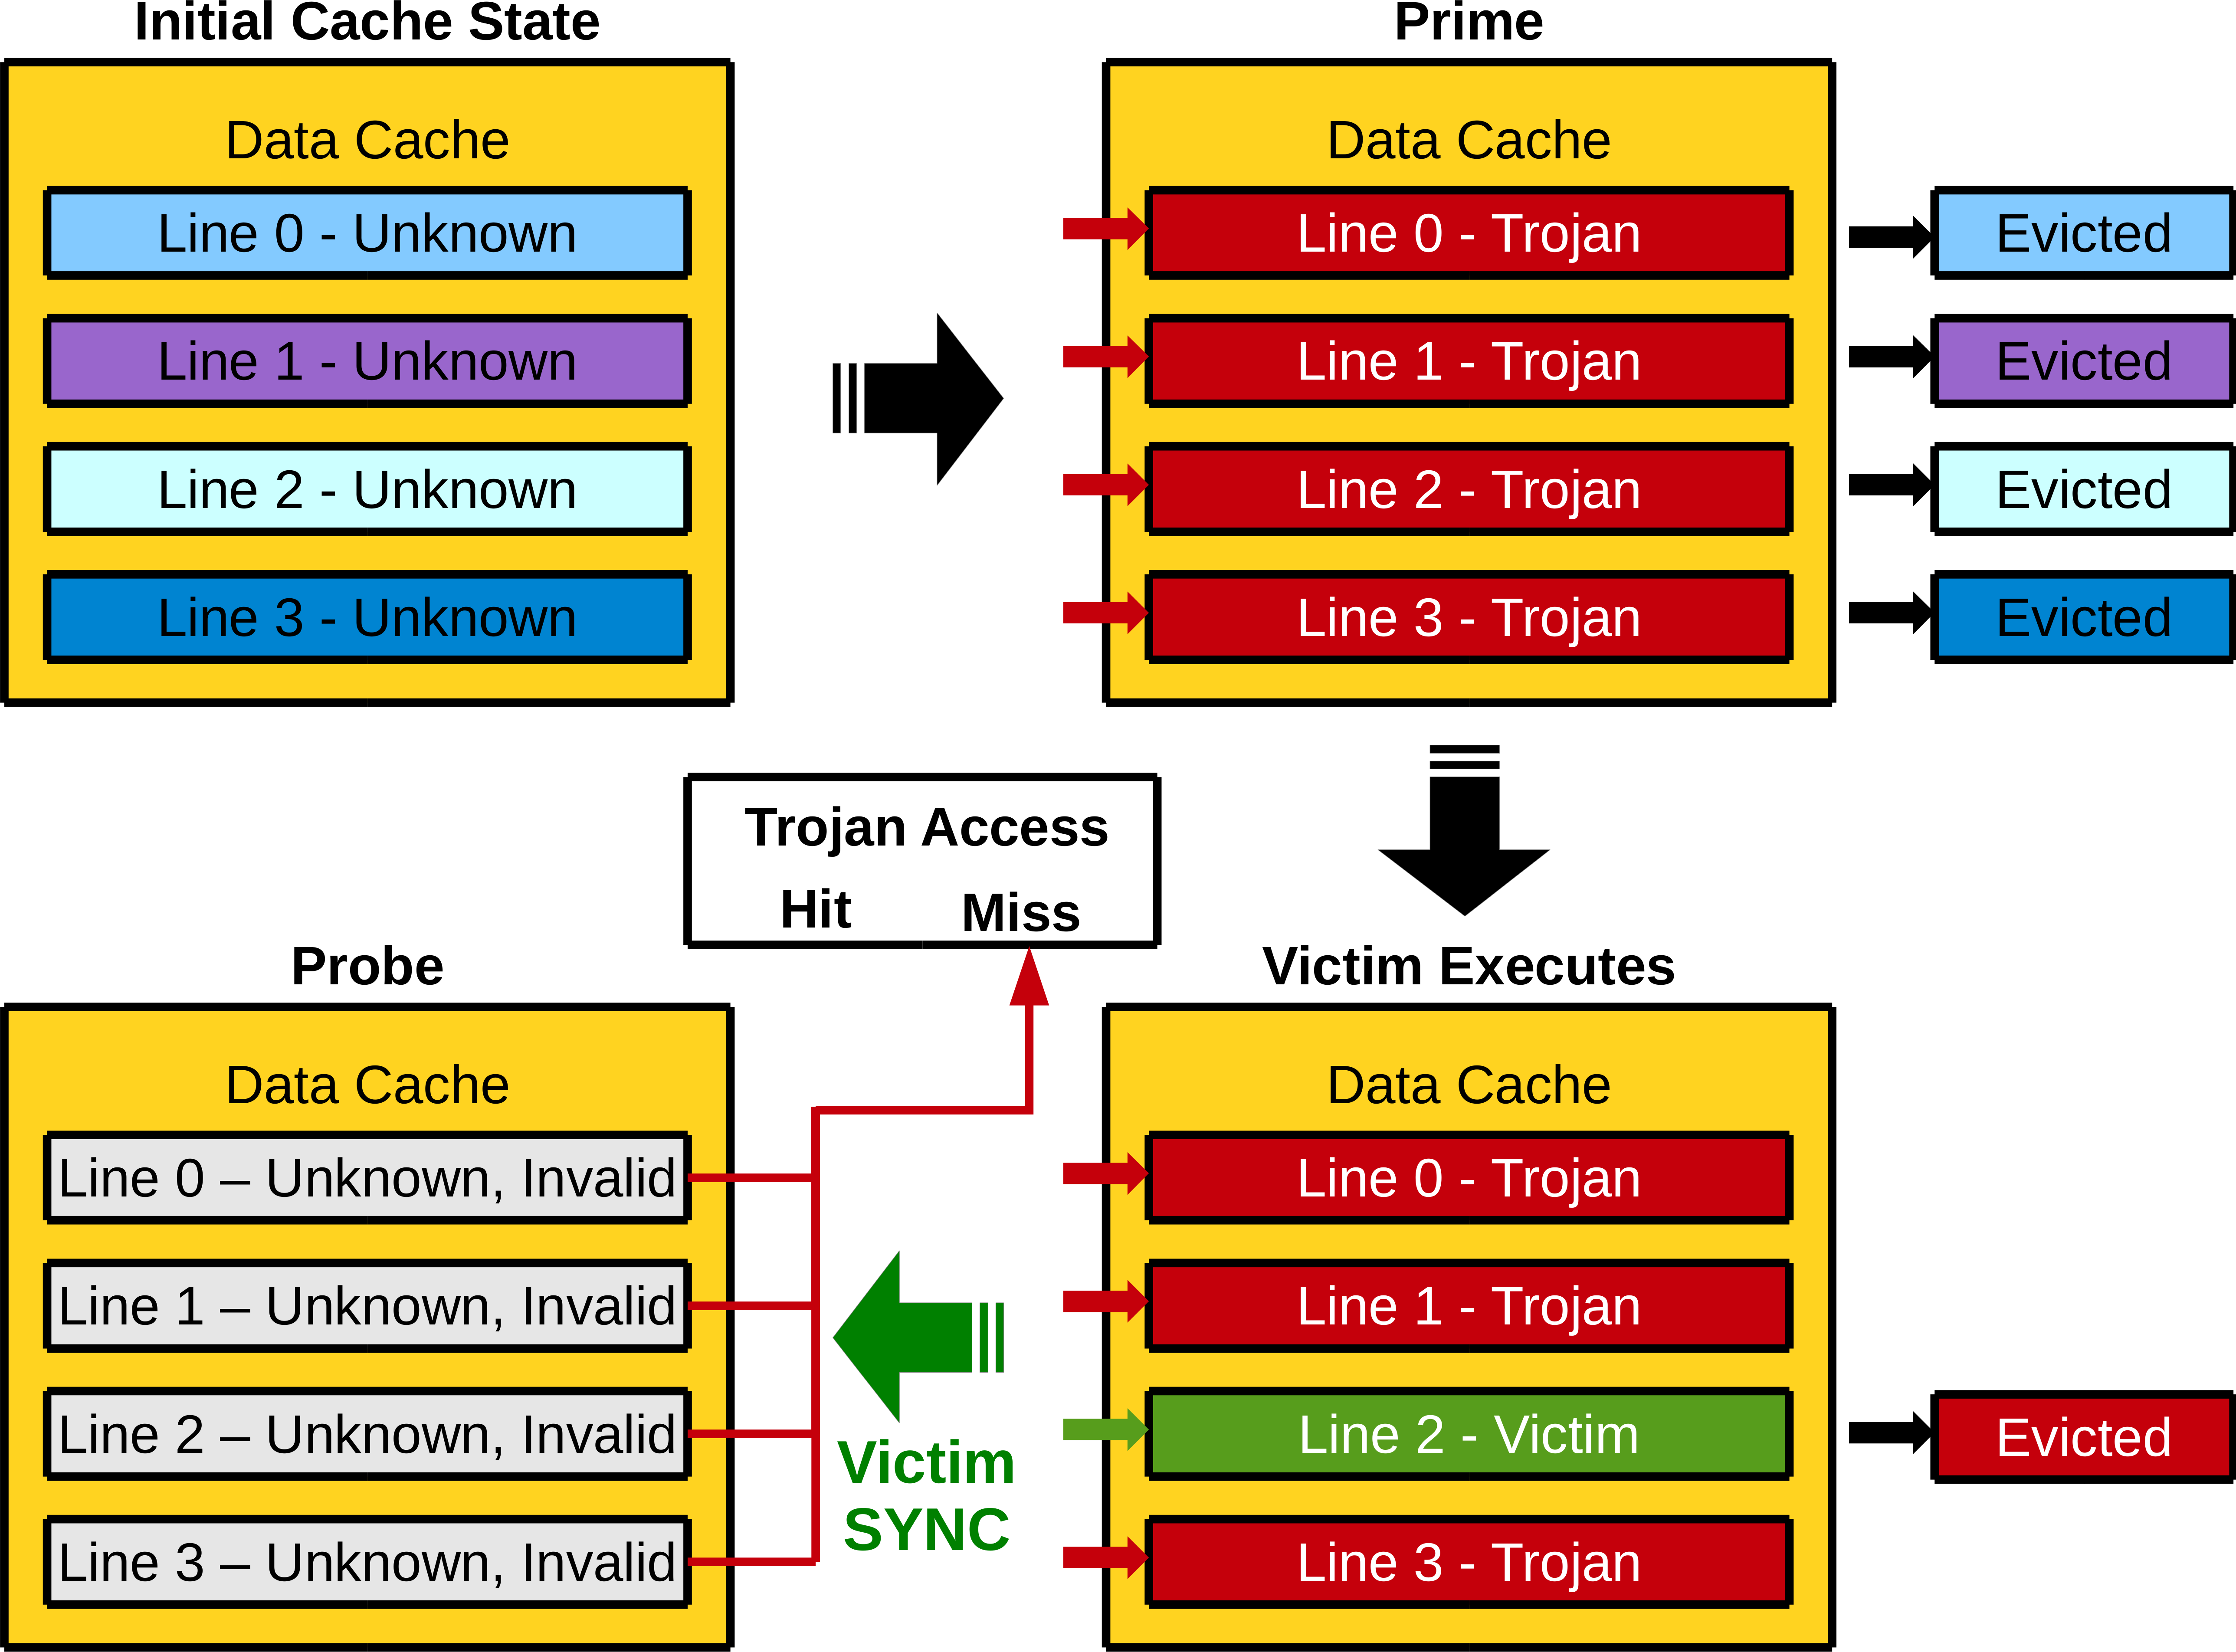 Initial Cache State
Data Cache
Line 0 - Unknown
Line 1 - Unknown
Line 2 - Unknown
Line 3 - Unknown
Prime
Data Cache
Line 0 - Trojan
Line 1 - Trojan
Line 2 - Trojan
Line 3 - Trojan
Evicted
Evicted
Evicted
Evicted
Trojan Access
Hit Miss
Victim Executes
Data Cache
Line 0 - Trojan
Line 1 - Trojan
Line 2 - Victim
Line 3 - Trojan
Evicted
Victim
SYNC
Probe
Data Cache
Line 0 – Unknown, Invalid
Line 1 – Unknown, Invalid
Line 2 – Unknown, Invalid
Line 3 – Unknown, Invalid